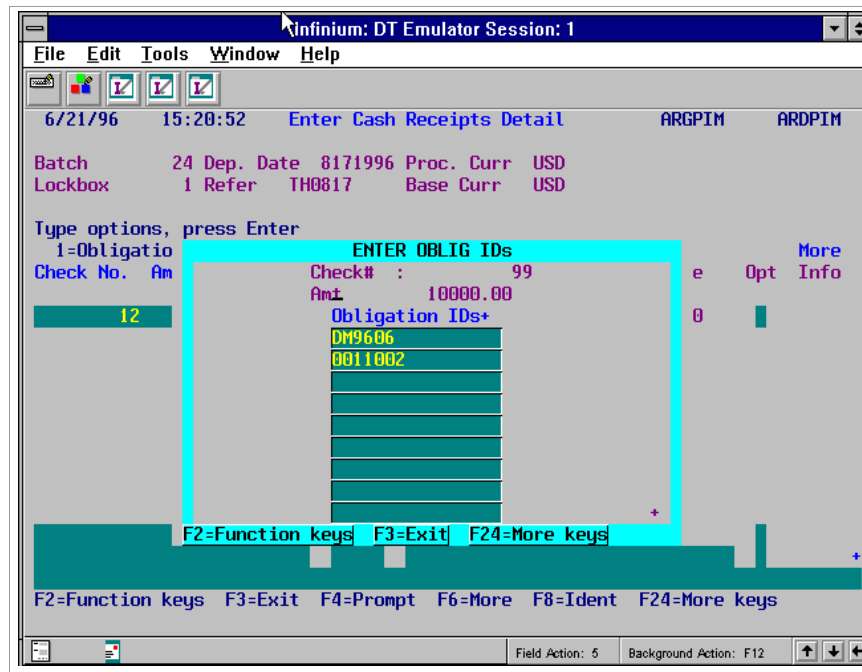 Infinium: DT Emulator Session: 1
File Edit Tools Window Help
6/21/96 15:20:52 Enter Cash Receipts Detail ARGPIM ARDPIM
Batch 24 Dep. Date 8171996 Proc. Curr USD
Lockbox 1 Refer TH0817 Base Curr USD
Type options, press Enter
1=Obligatio ENTER OBLIG IDs More
Check No. Am Check# : 99 e Opt Info
Amt 10000.00
12 Obligation IDs+ 0
DM9606
0011002
+
F2=Function keys F3=Exit F24=More keys
+
F2=Function keys F3=Exit F4=Prompt F6=More F8=Ident F24=More keys
Field Action: 5 Background Action: F12